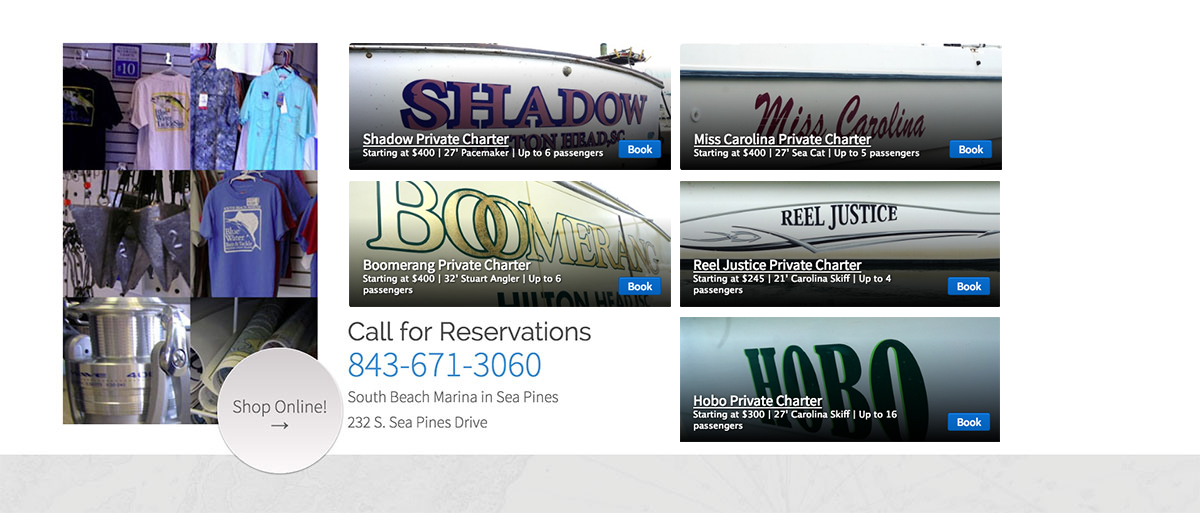 $10
Blue
Water
Bait & Tackle
Shop Online!
→
SHADOW
TON HEAD, SC
Shadow Private Charter
Starting at $400 | 27' Pacemaker | Up to 6 passengers
Book
Miss Carolina
Miss Carolina Private Charter
Starting at $400 | 27' Sea Cat | Up to 5 passengers
Book
BOOMERANG
HILTON HEAD IS
Boomerang Private Charter
Starting at $400 | 32' Stuart Angler | Up to 6
passengers
Book
REEL JUSTICE
Reel Justice Private Charter
Starting at $245 | 21' Carolina Skiff | Up to 4
passengers
Book
Call for Reservations
843-671-3060
South Beach Marina in Sea Pines
232 S. Sea Pines Drive
HOBO
Hobo Private Charter
Starting at $300 | 27' Carolina Skiff | Up to 16
passengers
Book